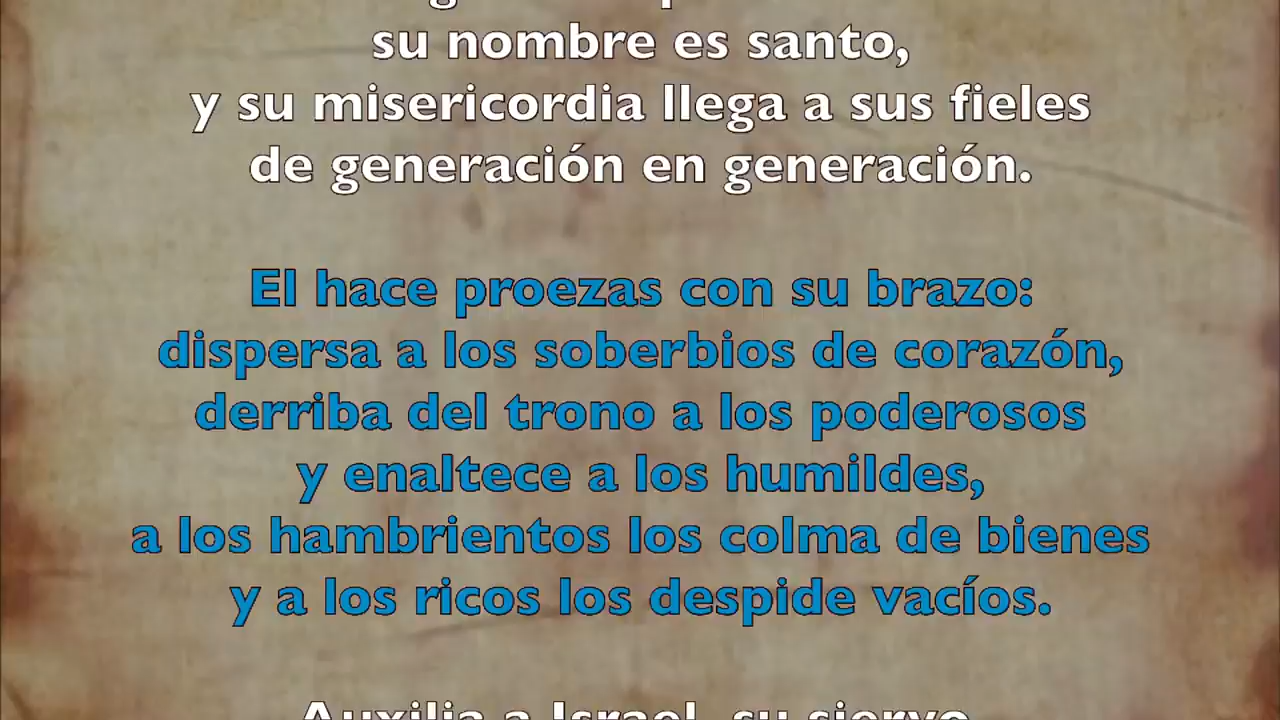 su nombre es santo,
y su misericordia llega a sus fieles
de generación en generación.
El hace proezas con su brazo:
dispersa a los soberbios de corazón,
derriba del trono a los poderosos
y enaltece a los humildes,
a los hambrientos los colma de bienes
y a los ricos los despide vacíos.
Auxilia a Israel, su siervo